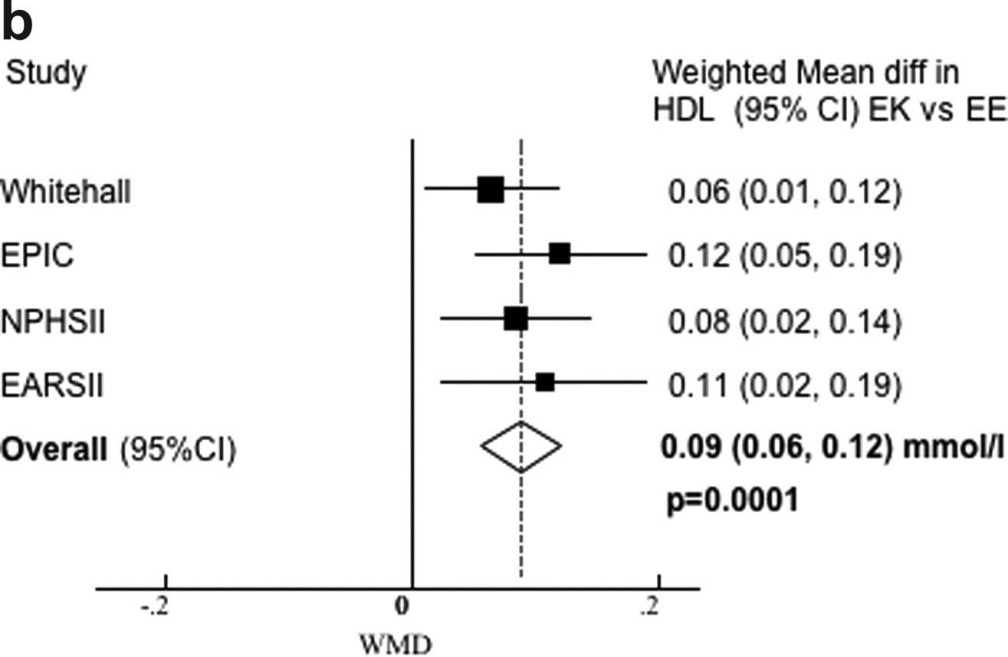 b
Study
Weighted Mean diff in
HDL (95% CI) EK vs EE
Whitehall
0.06 (0.01, 0.12)
EPIC
0.12 (0.05, 0.19)
NPHSII
0.08 (0.02, 0.14)
EARSII
0.11 (0.02, 0.19)
Overall (95%CI)
0.09 (0.06, 0.12) mmol/l
p=0.0001
-.2
0
.2
WMD